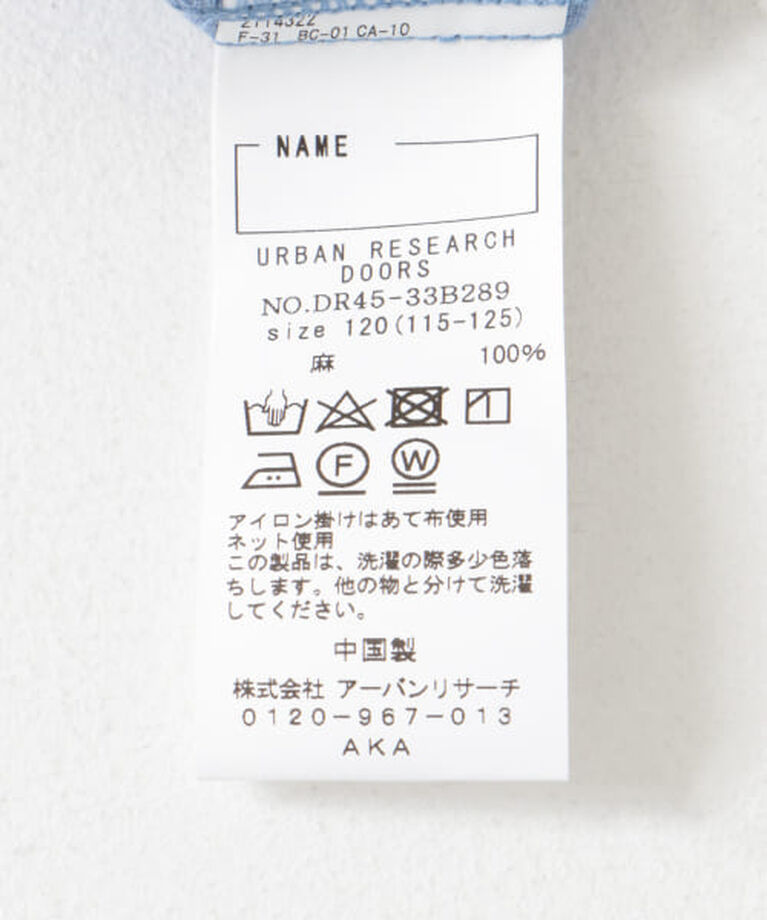 2114322
F-31 BC-01 CA-10
NAME
URBAN RESEARCH
DOORS
NO.DR45-33B289
size 120(115-125)
麻 100%
F W
アイロン掛けはあて布使用
ネット使用
この製品は、洗濯の際多少色落
ちします。他の物と分けて洗濯
してください。
中国製
株式会社 アーバンリサーチ
0120-967-013
AKA